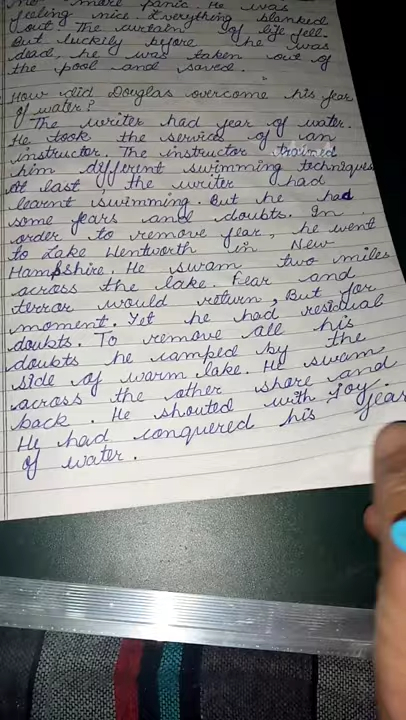 more panic. He was
feeling nice. Everything blanked
out. The curtain of life fell.
But luckily before he was
dead, he was taken out of
the pool and saved.
How did Douglas overcome his fear
of water?
The writer had fear of water.
He took the service of an
instructor. The instructor trained
him different swimming techniques
At last the writer had
learnt swimming. But he had
some fears and doubts. In
order to remove fear, he went
to Lake Wentworth in New
Hampshire. He swam two miles
across the lake. Fear and
terror would return, But for
moment. Yet he had residual
doubts. To remove all his
doubts he camped by the
side of warm lake. He swam
across the other shore and
back. He shouted with joy.
He had conquered his fear
of water.